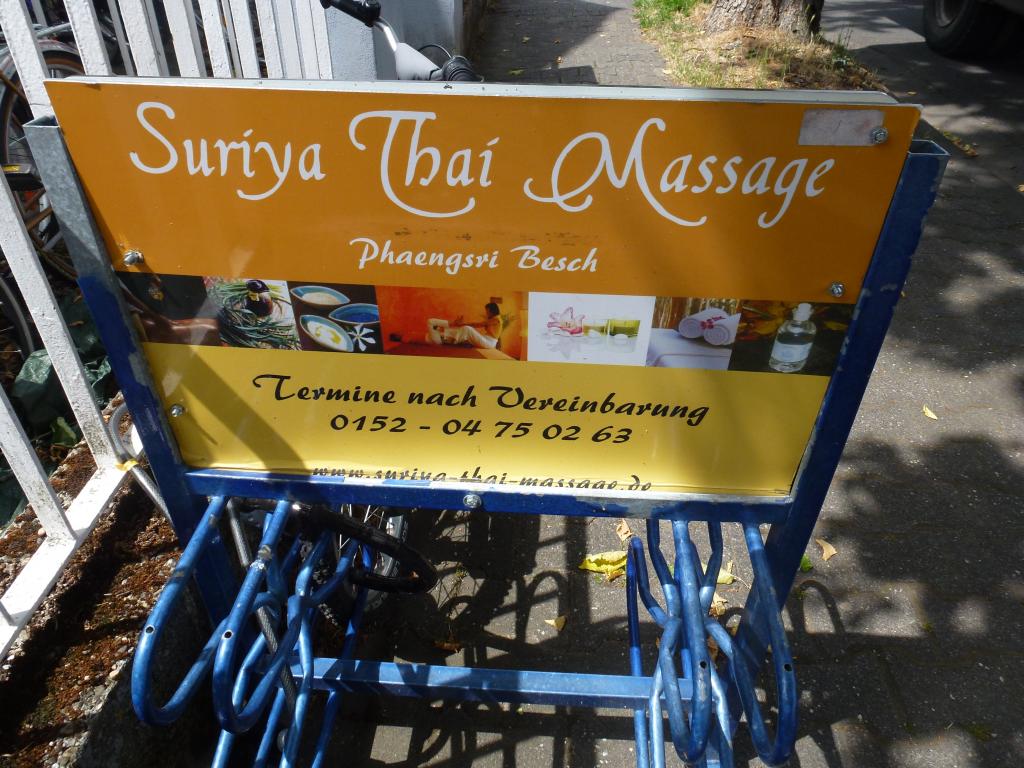 Suriya Thai Massage
Phaengsri Besch
Termine nach Vereinbarung
0152 - 04 75 02 63
www.suriya-thai-massage.de